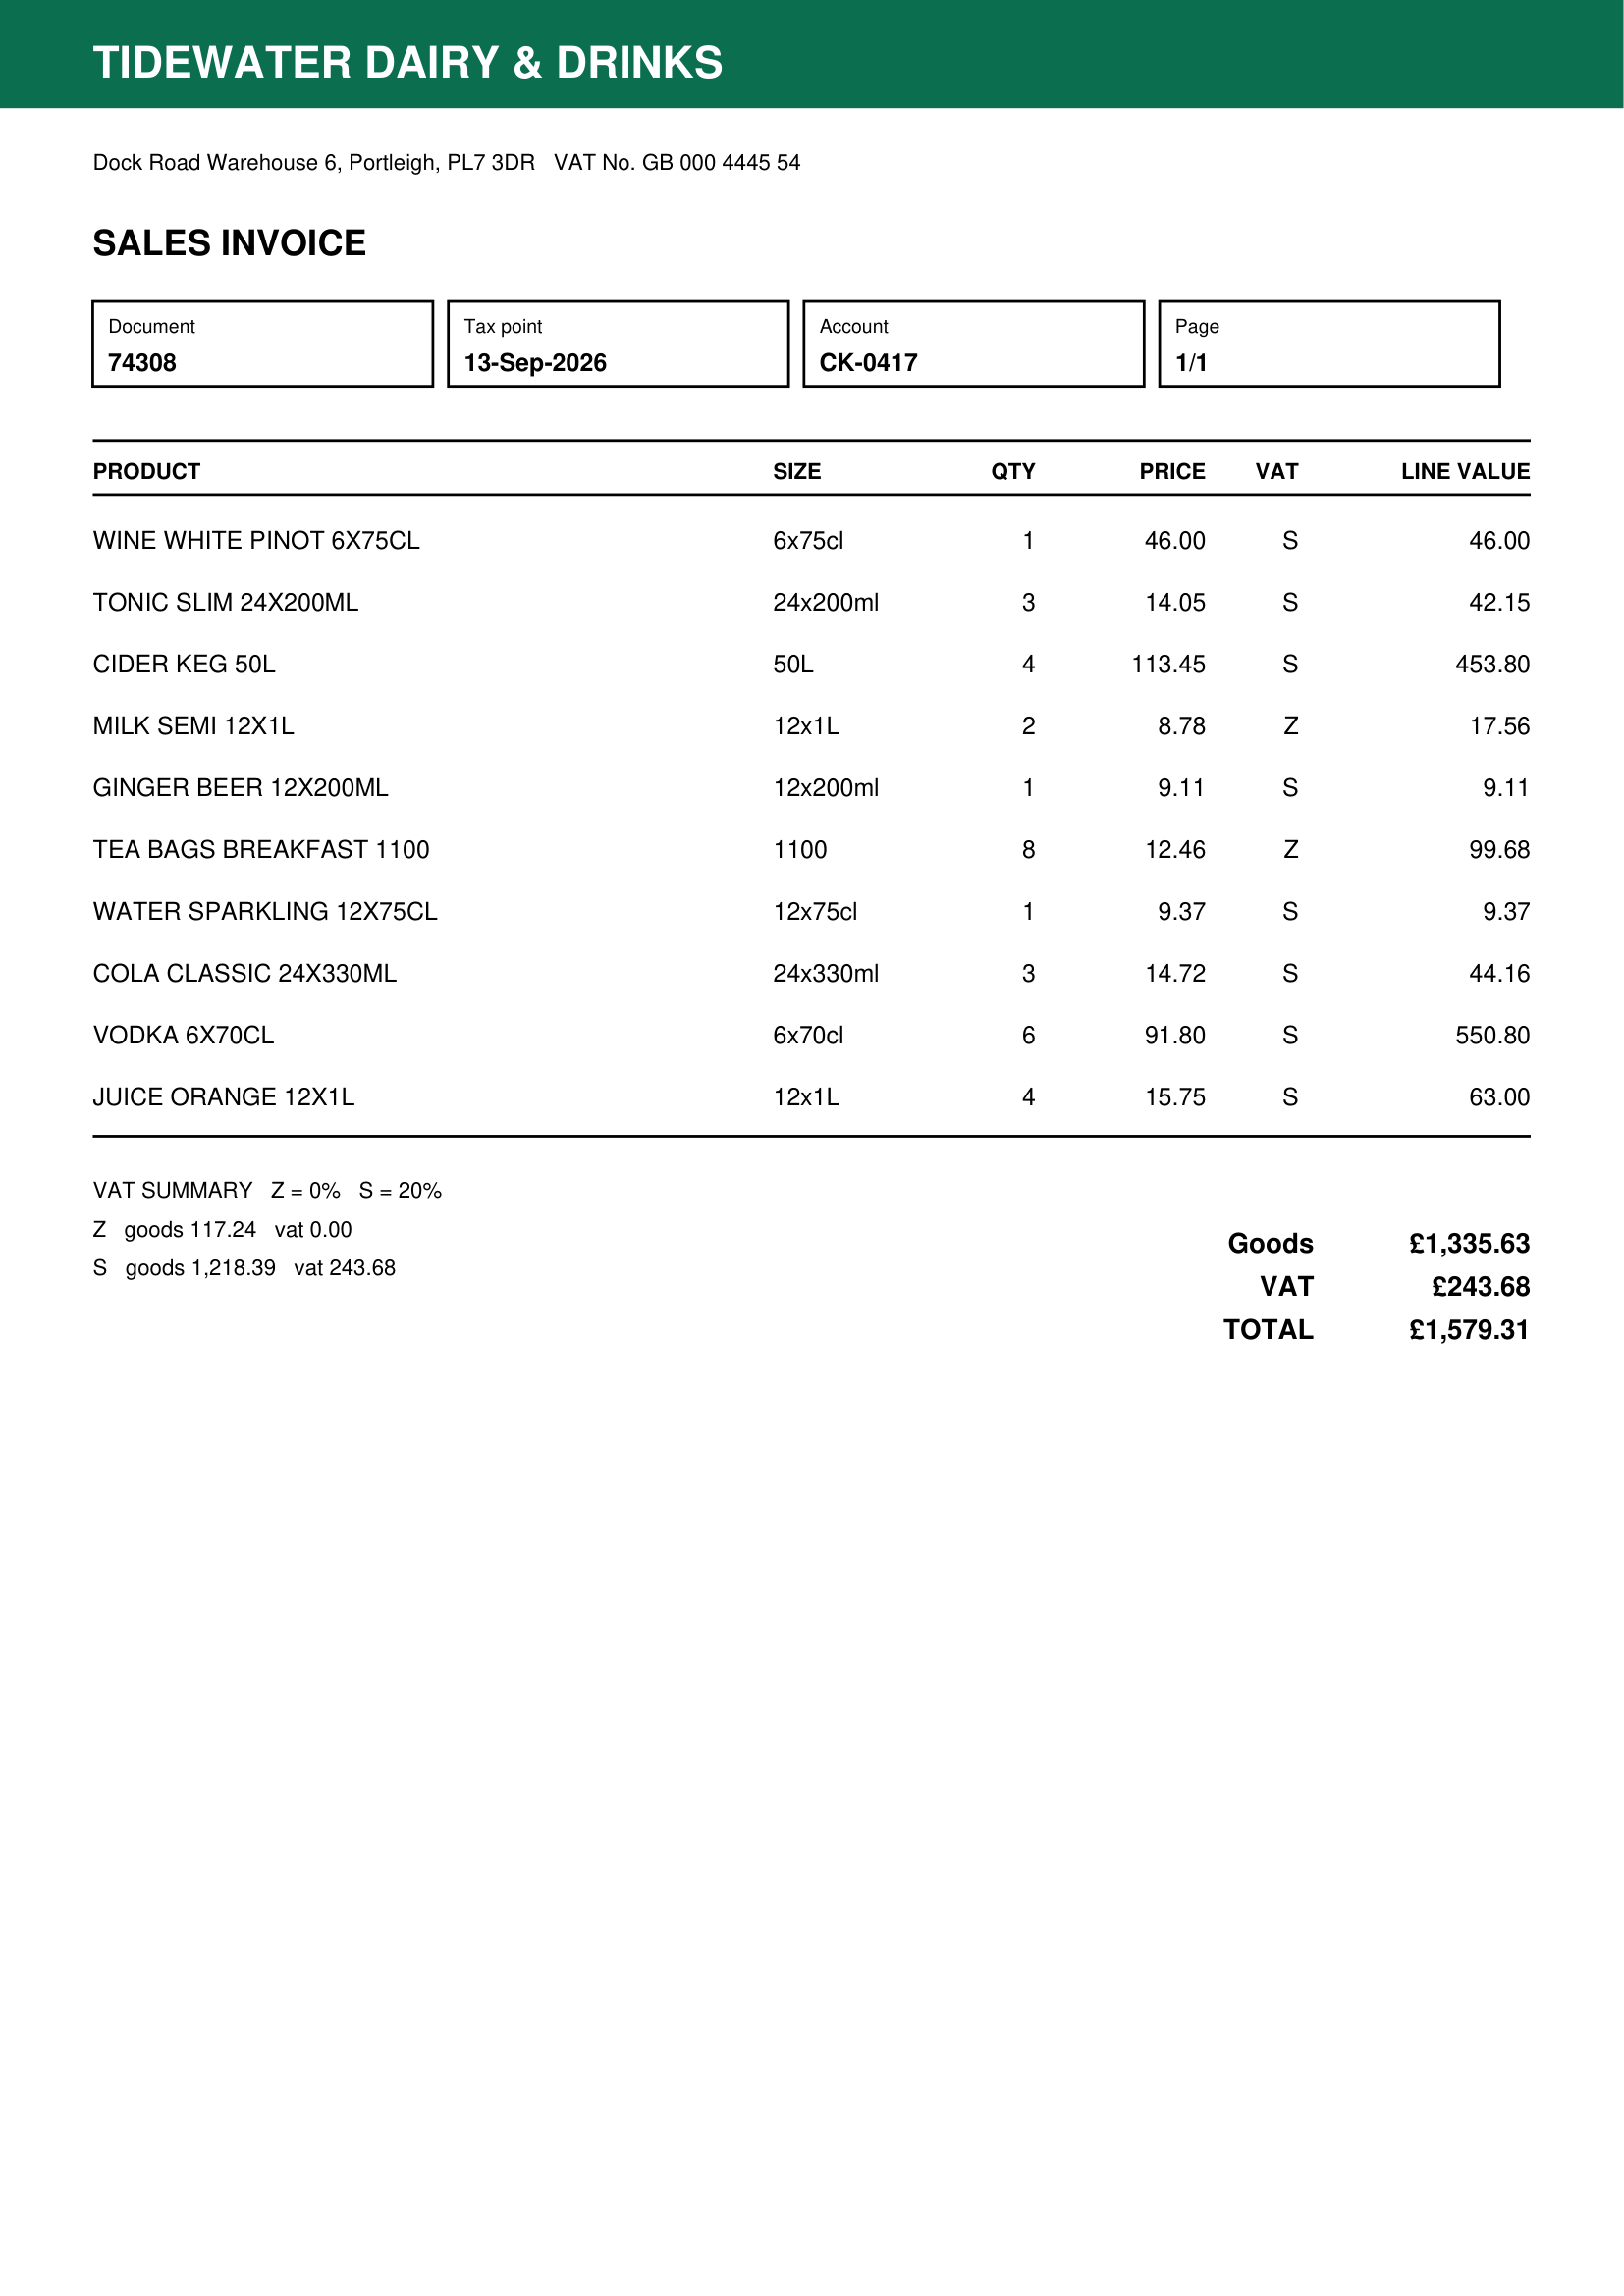 TIDEWATER DAIRY & DRINKS
Dock Road Warehouse 6, Portleigh, PL7 3DR VAT No. GB 000 4445 54
SALES INVOICE
Document Tax point Account Page
74308 13-Sep-2026 CK-0417 1/1
PRODUCT SIZE QTY PRICE VAT LINE VALUE
WINE WHITE PINOT 6X75CL 6x75cl 1 46.00 S 46.00
TONIC SLIM 24X200ML 24x200ml 3 14.05 S 42.15
CIDER KEG 50L 50L 4 113.45 S 453.80
MILK SEMI 12X1L 12x1L 2 8.78 Z 17.56
GINGER BEER 12X200ML 12x200ml 1 9.11 S 9.11
TEA BAGS BREAKFAST 1100 1100 8 12.46 Z 99.68
WATER SPARKLING 12X75CL 12x75cl 1 9.37 S 9.37
COLA CLASSIC 24X330ML 24x330ml 3 14.72 S 44.16
VODKA 6X70CL 6x70cl 6 91.80 S 550.80
JUICE ORANGE 12X1L 12x1L 4 15.75 S 63.00
VAT SUMMARY Z = 0% S = 20%
Z goods 117.24 vat 0.00
S goods 1,218.39 vat 243.68
Goods £1,335.63
VAT £243.68
TOTAL £1,579.31